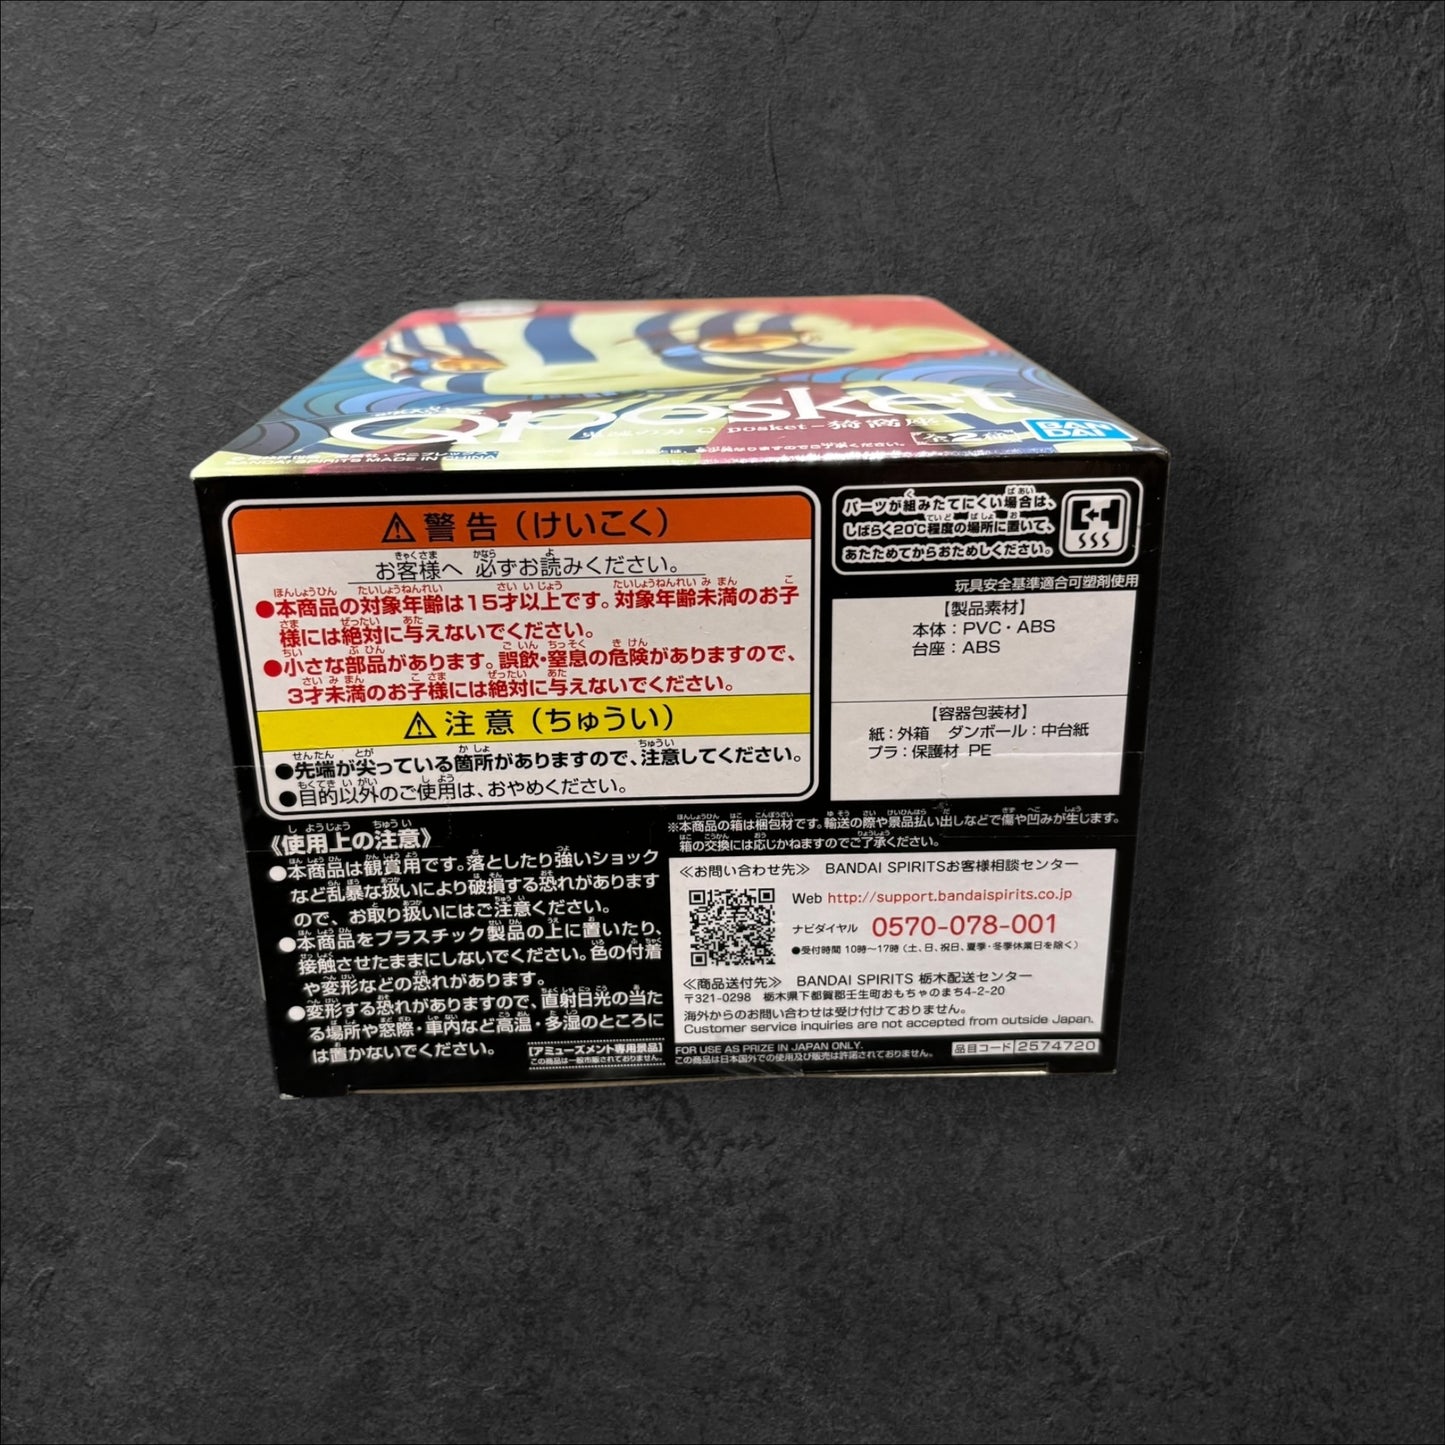 Qposket
Q posket-猗窩座-
全2種
BAN
DAI
BANDAI SPIRITS MADE IN CHINA
警告（けいこく）
お客様へ 必ずお読みください。
●本商品の対象年齢は15才以上です。対象年齢未満のお子
様には絶対に与えないでください。
●小さな部品があります。誤飲・窒息の危険がありますので、
3才未満のお子様には絶対に与えないでください。
注意（ちゅうい）
●先端が尖っている箇所がありますので、注意してください。
●目的以外のご使用は、おやめください。
パーツが組みたてにくい場合は、
しばらく20℃程度の場所に置いて、
あたためてからおためしください。
玩具安全基準適合可塑剤使用
【製品素材】
本体：PVC・ABS
台座：ABS
【容器包装材】
紙：外箱 ダンボール：中台紙
プラ：保護材 PE
※本商品の箱は梱包材です。輸送の際や景品払い出しなどで傷や凹みが生じます。
箱の交換には応じかねますのでご了承ください。
《使用上の注意》
●本商品は観賞用です。落としたり強いショック
など乱暴な扱いにより破損する恐れがあります
ので、お取り扱いにはご注意ください。
●本商品をプラスチック製品の上に置いたり、
接触させたままにしないでください。色の付着
や変形などの恐れがあります。
●変形する恐れがありますので、直射日光の当た
る場所や窓際・車内など高温・多湿のところに
は置かないでください。
≪お問い合わせ先≫ BANDAI SPIRITSお客様相談センター
Web http://support.bandaispirits.co.jp
ナビダイヤル 0570-078-001
●受付時間 10時～17時（土、日、祝日、夏季・冬季休業日を除く）
≪商品送付先≫ BANDAI SPIRITS 栃木配送センター
〒321-0298 栃木県下都賀郡壬生町おもちゃのまち4-2-20
海外からのお問い合わせは受け付けておりません。
Customer service inquiries are not accepted from outside Japan.
【アミューズメント専用景品】
この商品は一般市販されておりません。
FOR USE AS PRIZE IN JAPAN ONLY.
この商品は日本国外での使用及び販売は許諾されておりません。
品目コード 2574720